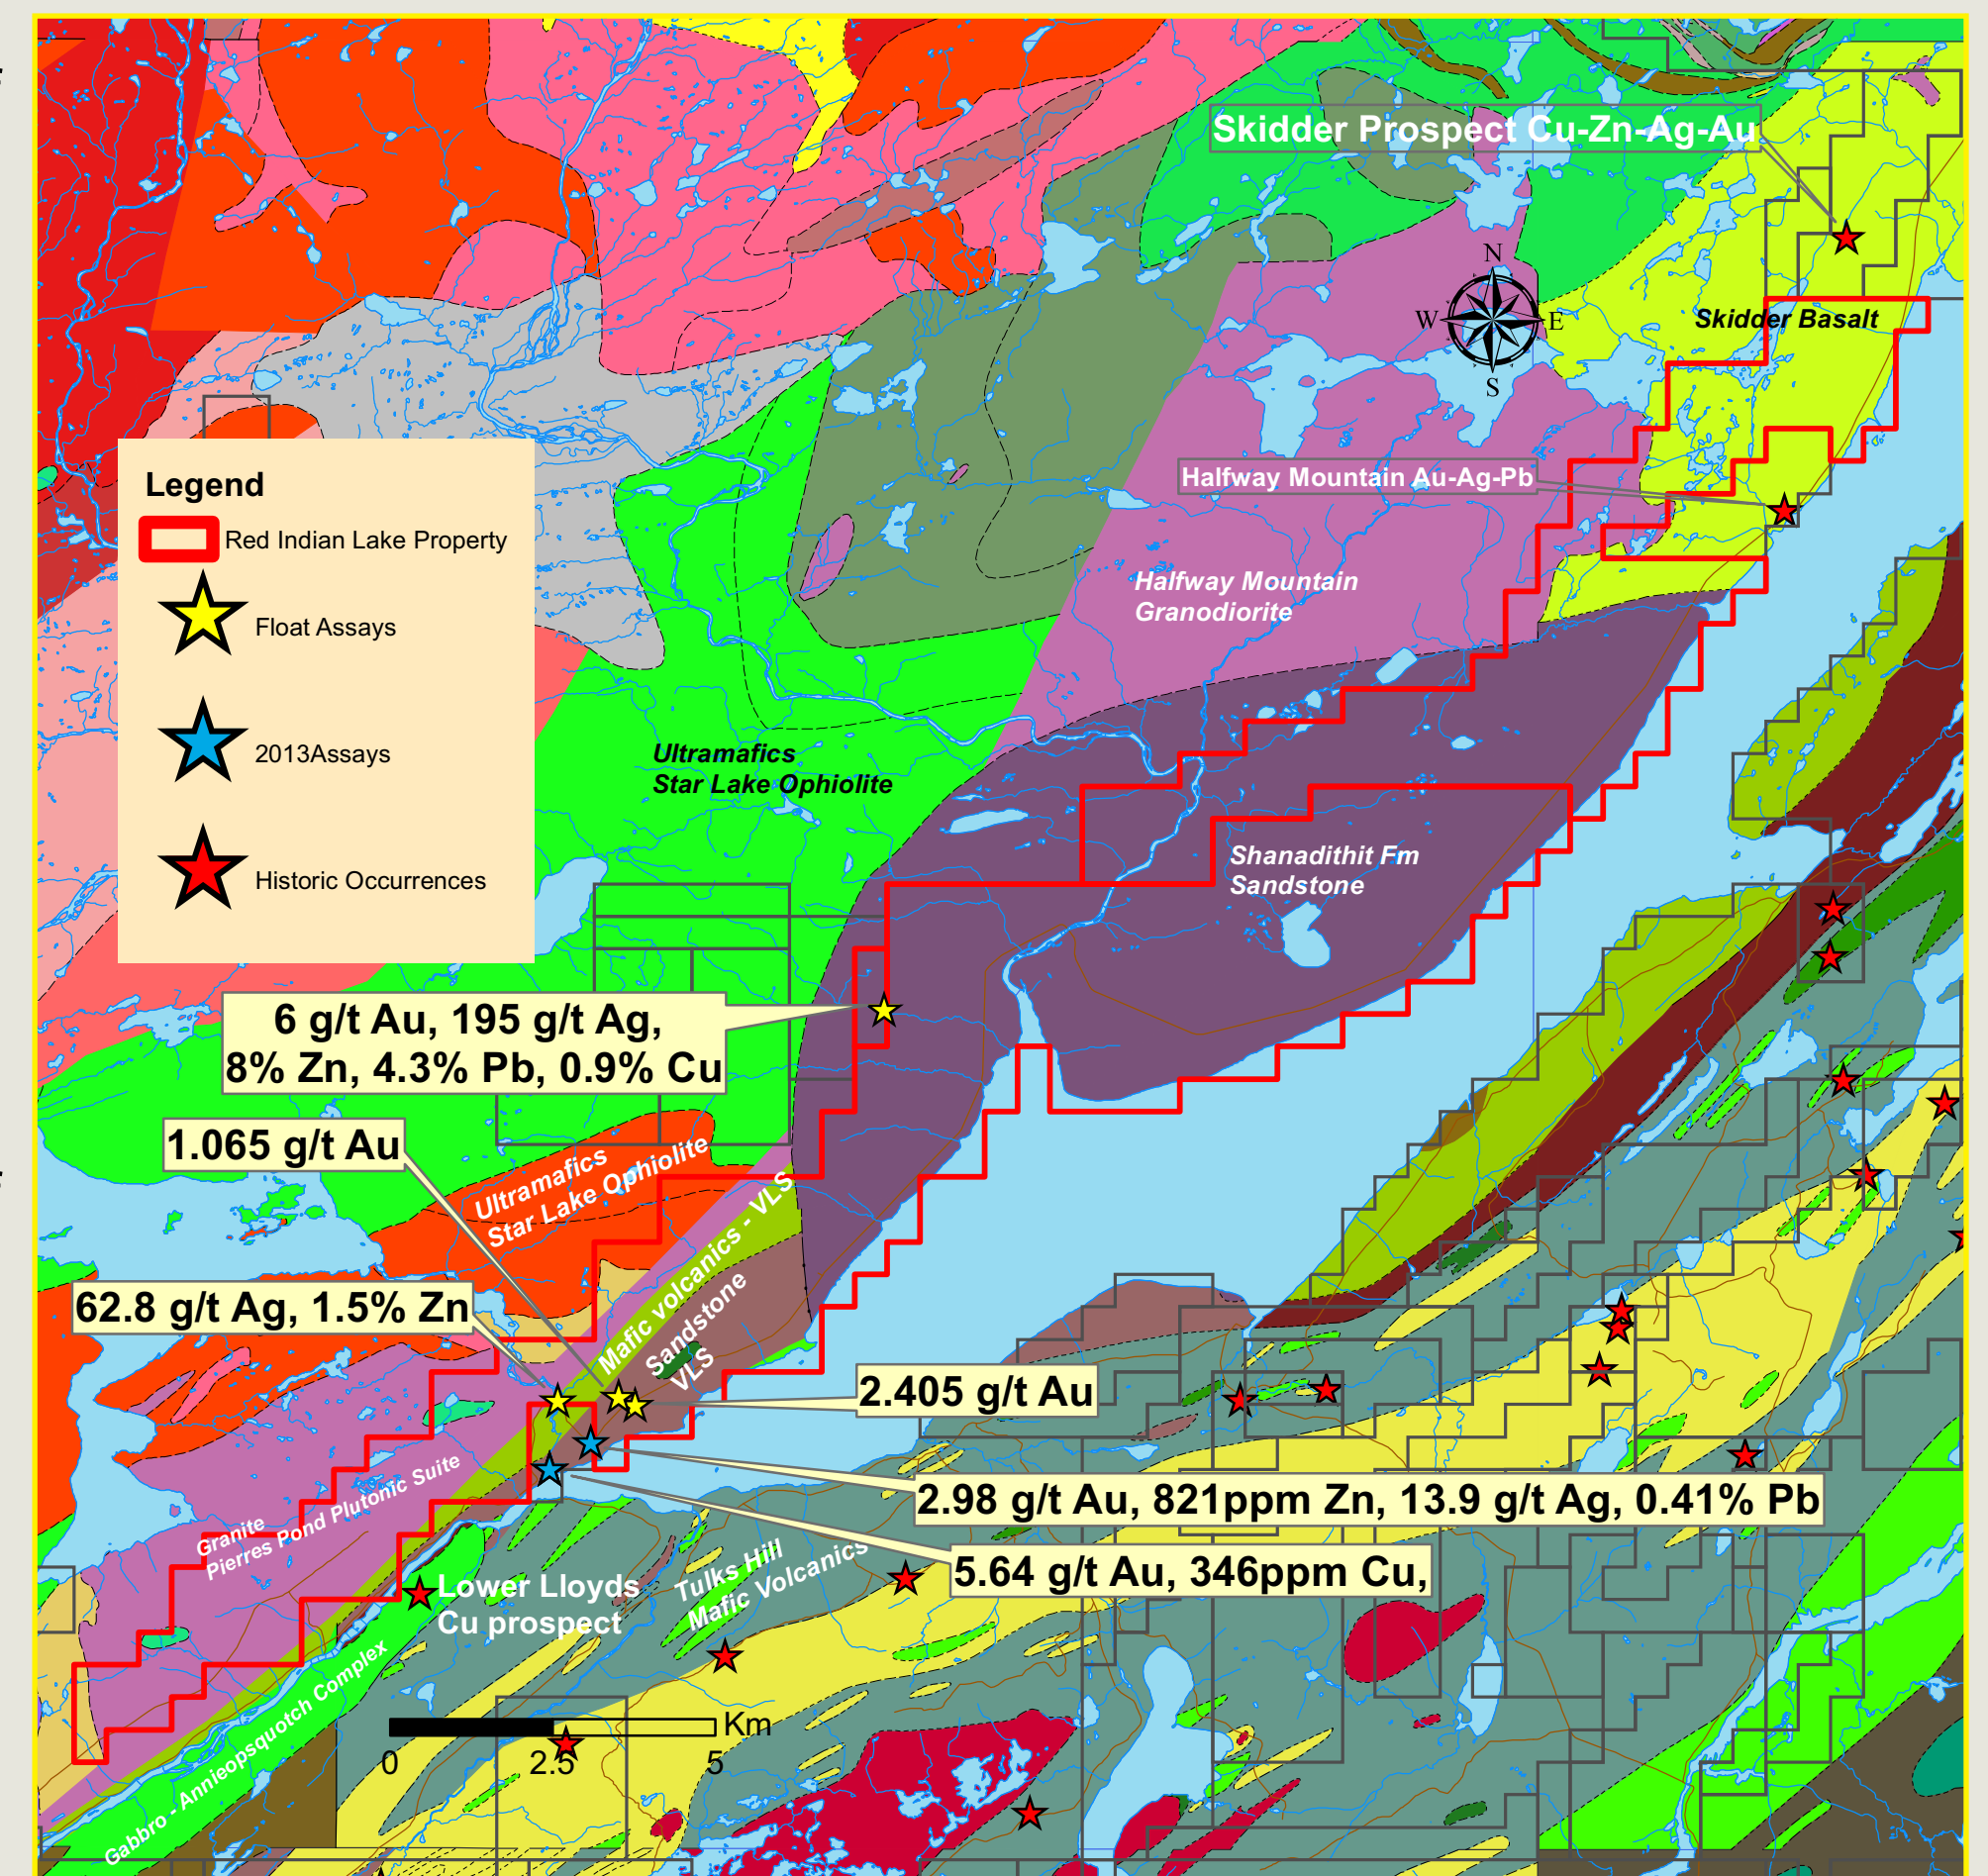 Skidder Prospect Cu-Zn-Ag-Au
N
W
E
S
Skidder Basalt
Halfway Mountain Au-Ag-Pb
Legend
Red Indian Lake Property
Float Assays
2013Assays
Historic Occurrences
Halfway Mountain
Granodiorite
Ultramafics
Star Lake Ophiolite
Shanadithit Fm
Sandstone
6 g/t Au, 195 g/t Ag,
8% Zn, 4.3% Pb, 0.9% Cu
1.065 g/t Au
Ultramafics
Star Lake Ophiolite
Mafic volcanics - VLS
Sandstone
VLS
62.8 g/t Ag, 1.5% Zn
2.405 g/t Au
2.98 g/t Au, 821ppm Zn, 13.9 g/t Ag, 0.41% Pb
5.64 g/t Au, 346ppm Cu,
Granite
Pierres Pond Plutonic Suite
Lower Lloyds
Cu prospect
Tulks Hill
Mafic Volcanics
Gabbro - Annieopsquotch Complex
Km
0
2.5
5